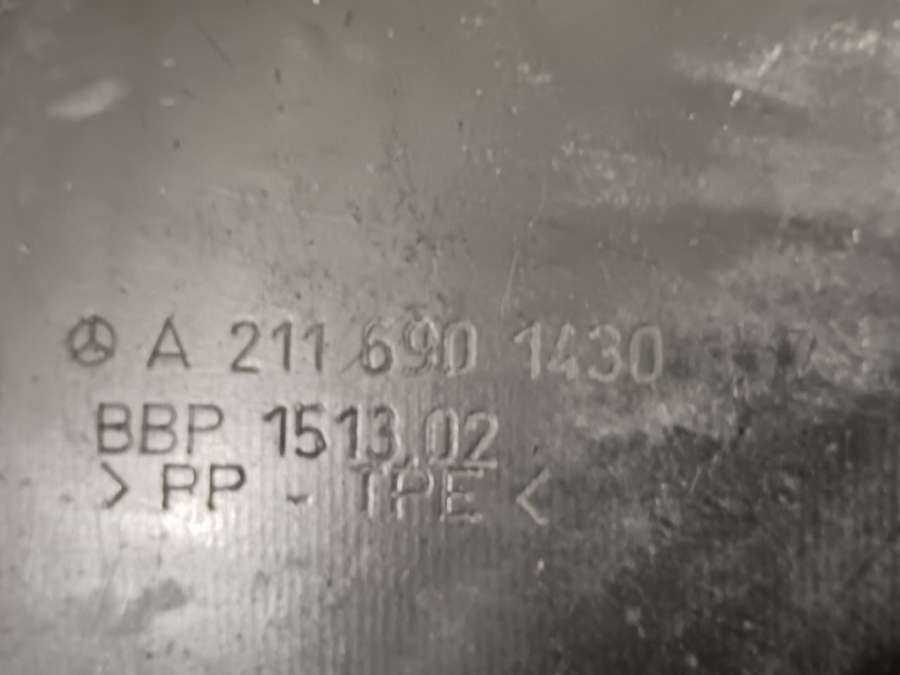 A 211 690 1430
BBP 1513.02
> PP - TPE <